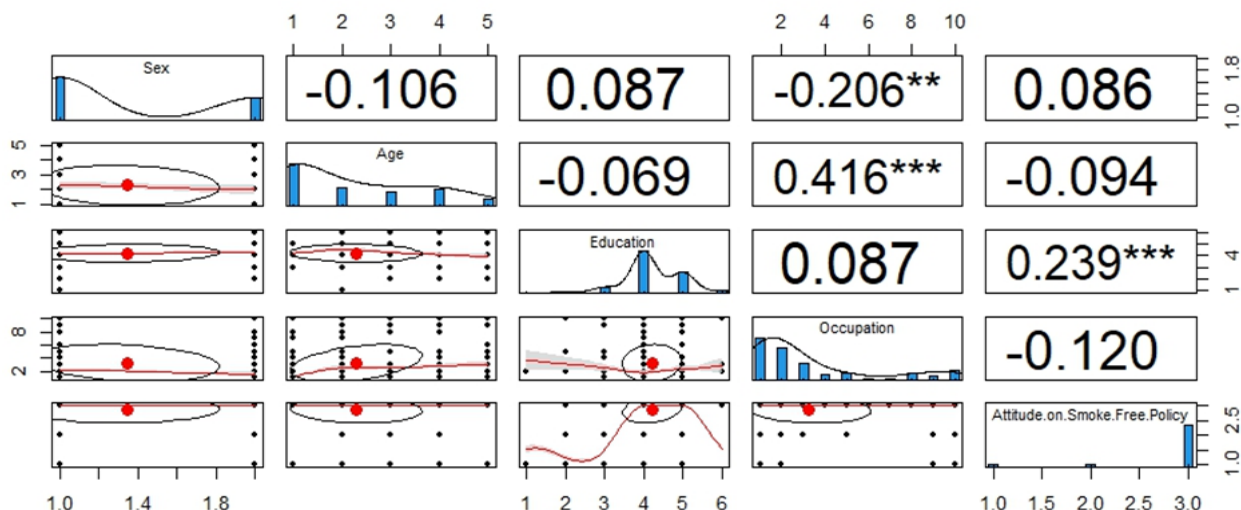 1 2 3 4 5 2 4 6 8 10
Sex -0.106 0.087 -0.206** 0.086 1.0 1.8
5 3 1 Age -0.069 0.416*** -0.094
Education 0.087 0.239*** 1 4
8 2 Occupation -0.120
Attitude.on.Smoke.Free.Policy 1.0 2.5
1.0 1.4 1.8 1 2 3 4 5 6 1.0 1.5 2.0 2.5 3.0